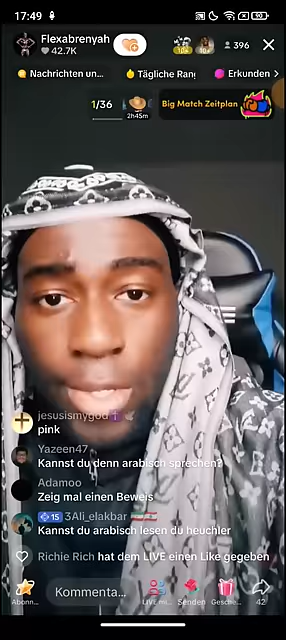 17:49
90
Flexabrenyah
42.7K
396
Nachrichten un...
Tägliche Rang
Erkunden >
1/36
2h45m
Big Match Zeitplan
jesusismygod
pink
Yazeen47
Kannst du denn arabisch sprechen?
Adamoo
Zeig mal einen Beweis
15 3Ali_elakbar
Kannst du arabisch lesen du heuchler
Richie Rich hat dem LIVE einen Like gegeben
Abonn...
Kommenta...
LIVE mi...
Senden
Gesche...
42